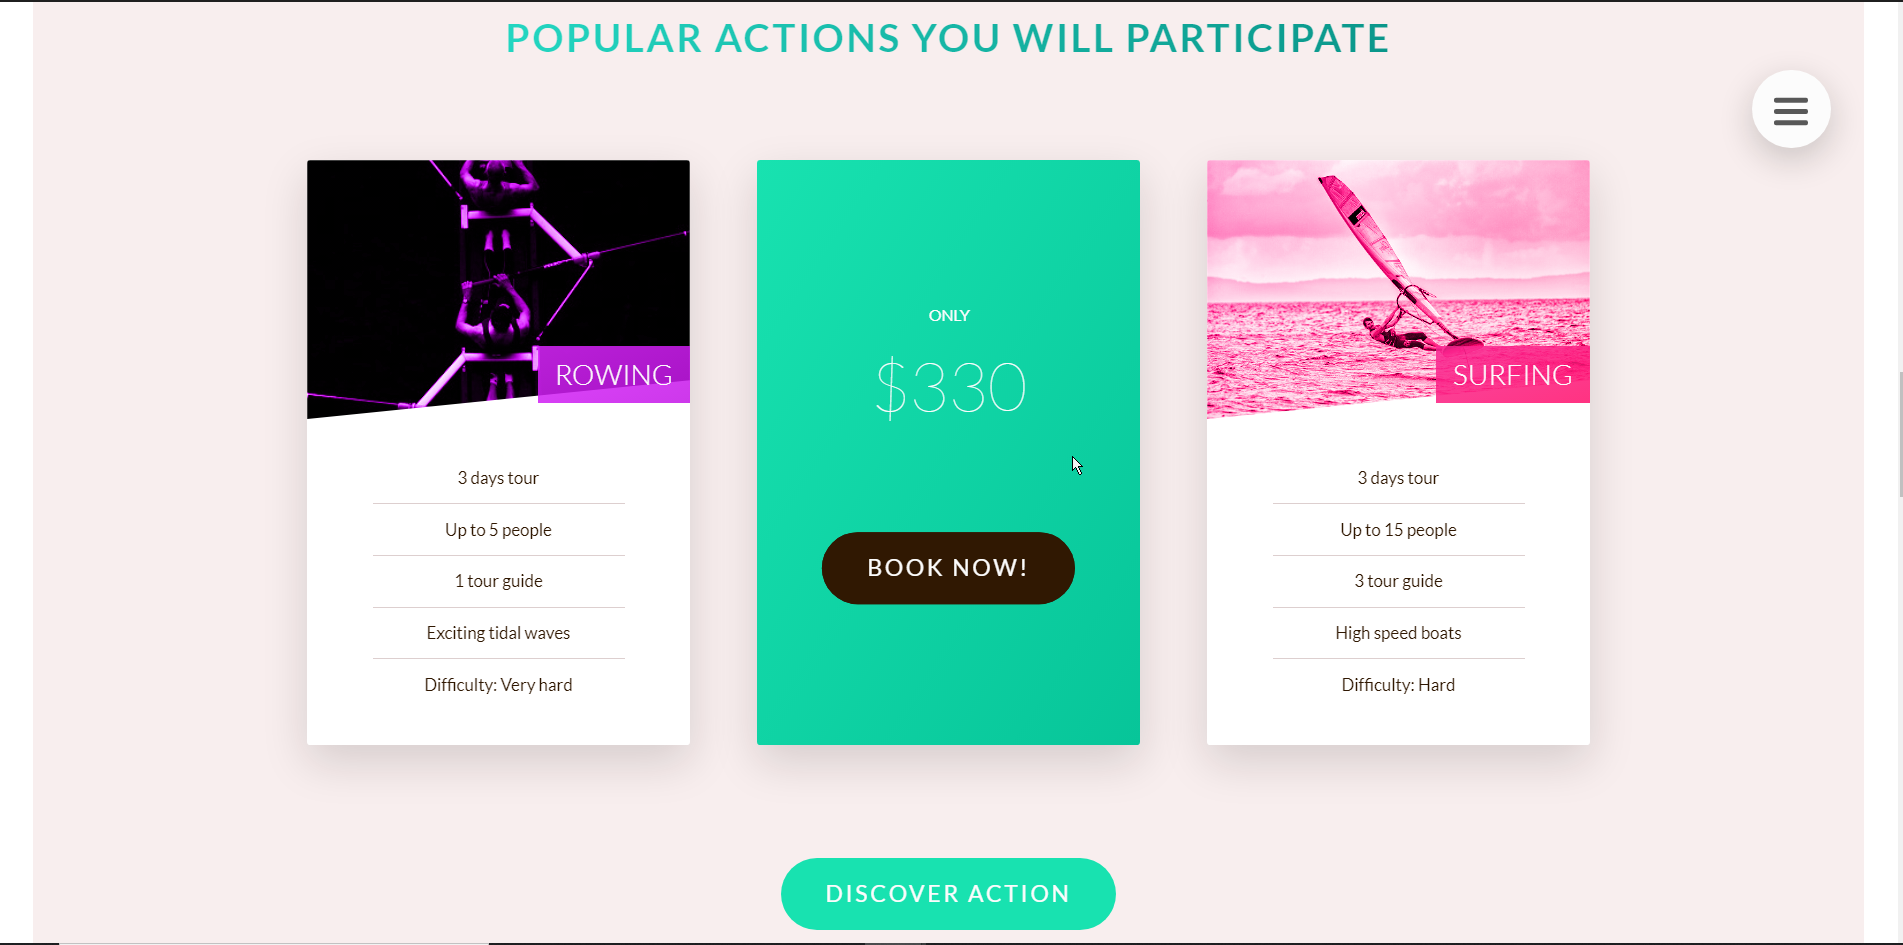 POPULAR ACTIONS YOU WILL PARTICIPATE
ROWING
3 days tour
Up to 5 people
1 tour guide
Exciting tidal waves
Difficulty: Very hard
ONLY
$330
BOOK NOW!
SURFING
3 days tour
Up to 15 people
3 tour guide
High speed boats
Difficulty: Hard
DISCOVER ACTION